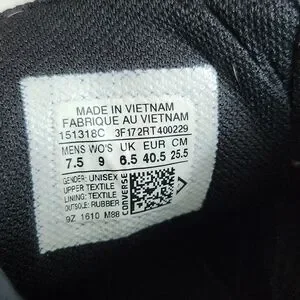 MADE IN VIETNAM
FABRIQUE AU VIETNAM
151318C 3F172RT400229
MENS WO'S UK EUR CM
7.5 9 6.5 40.5 25.5
GENDER: UNISEX
UPPER: TEXTILE
LINING: TEXTILE
OUTSOLE: RUBBER
9Z 1610 M88
CONVERSE